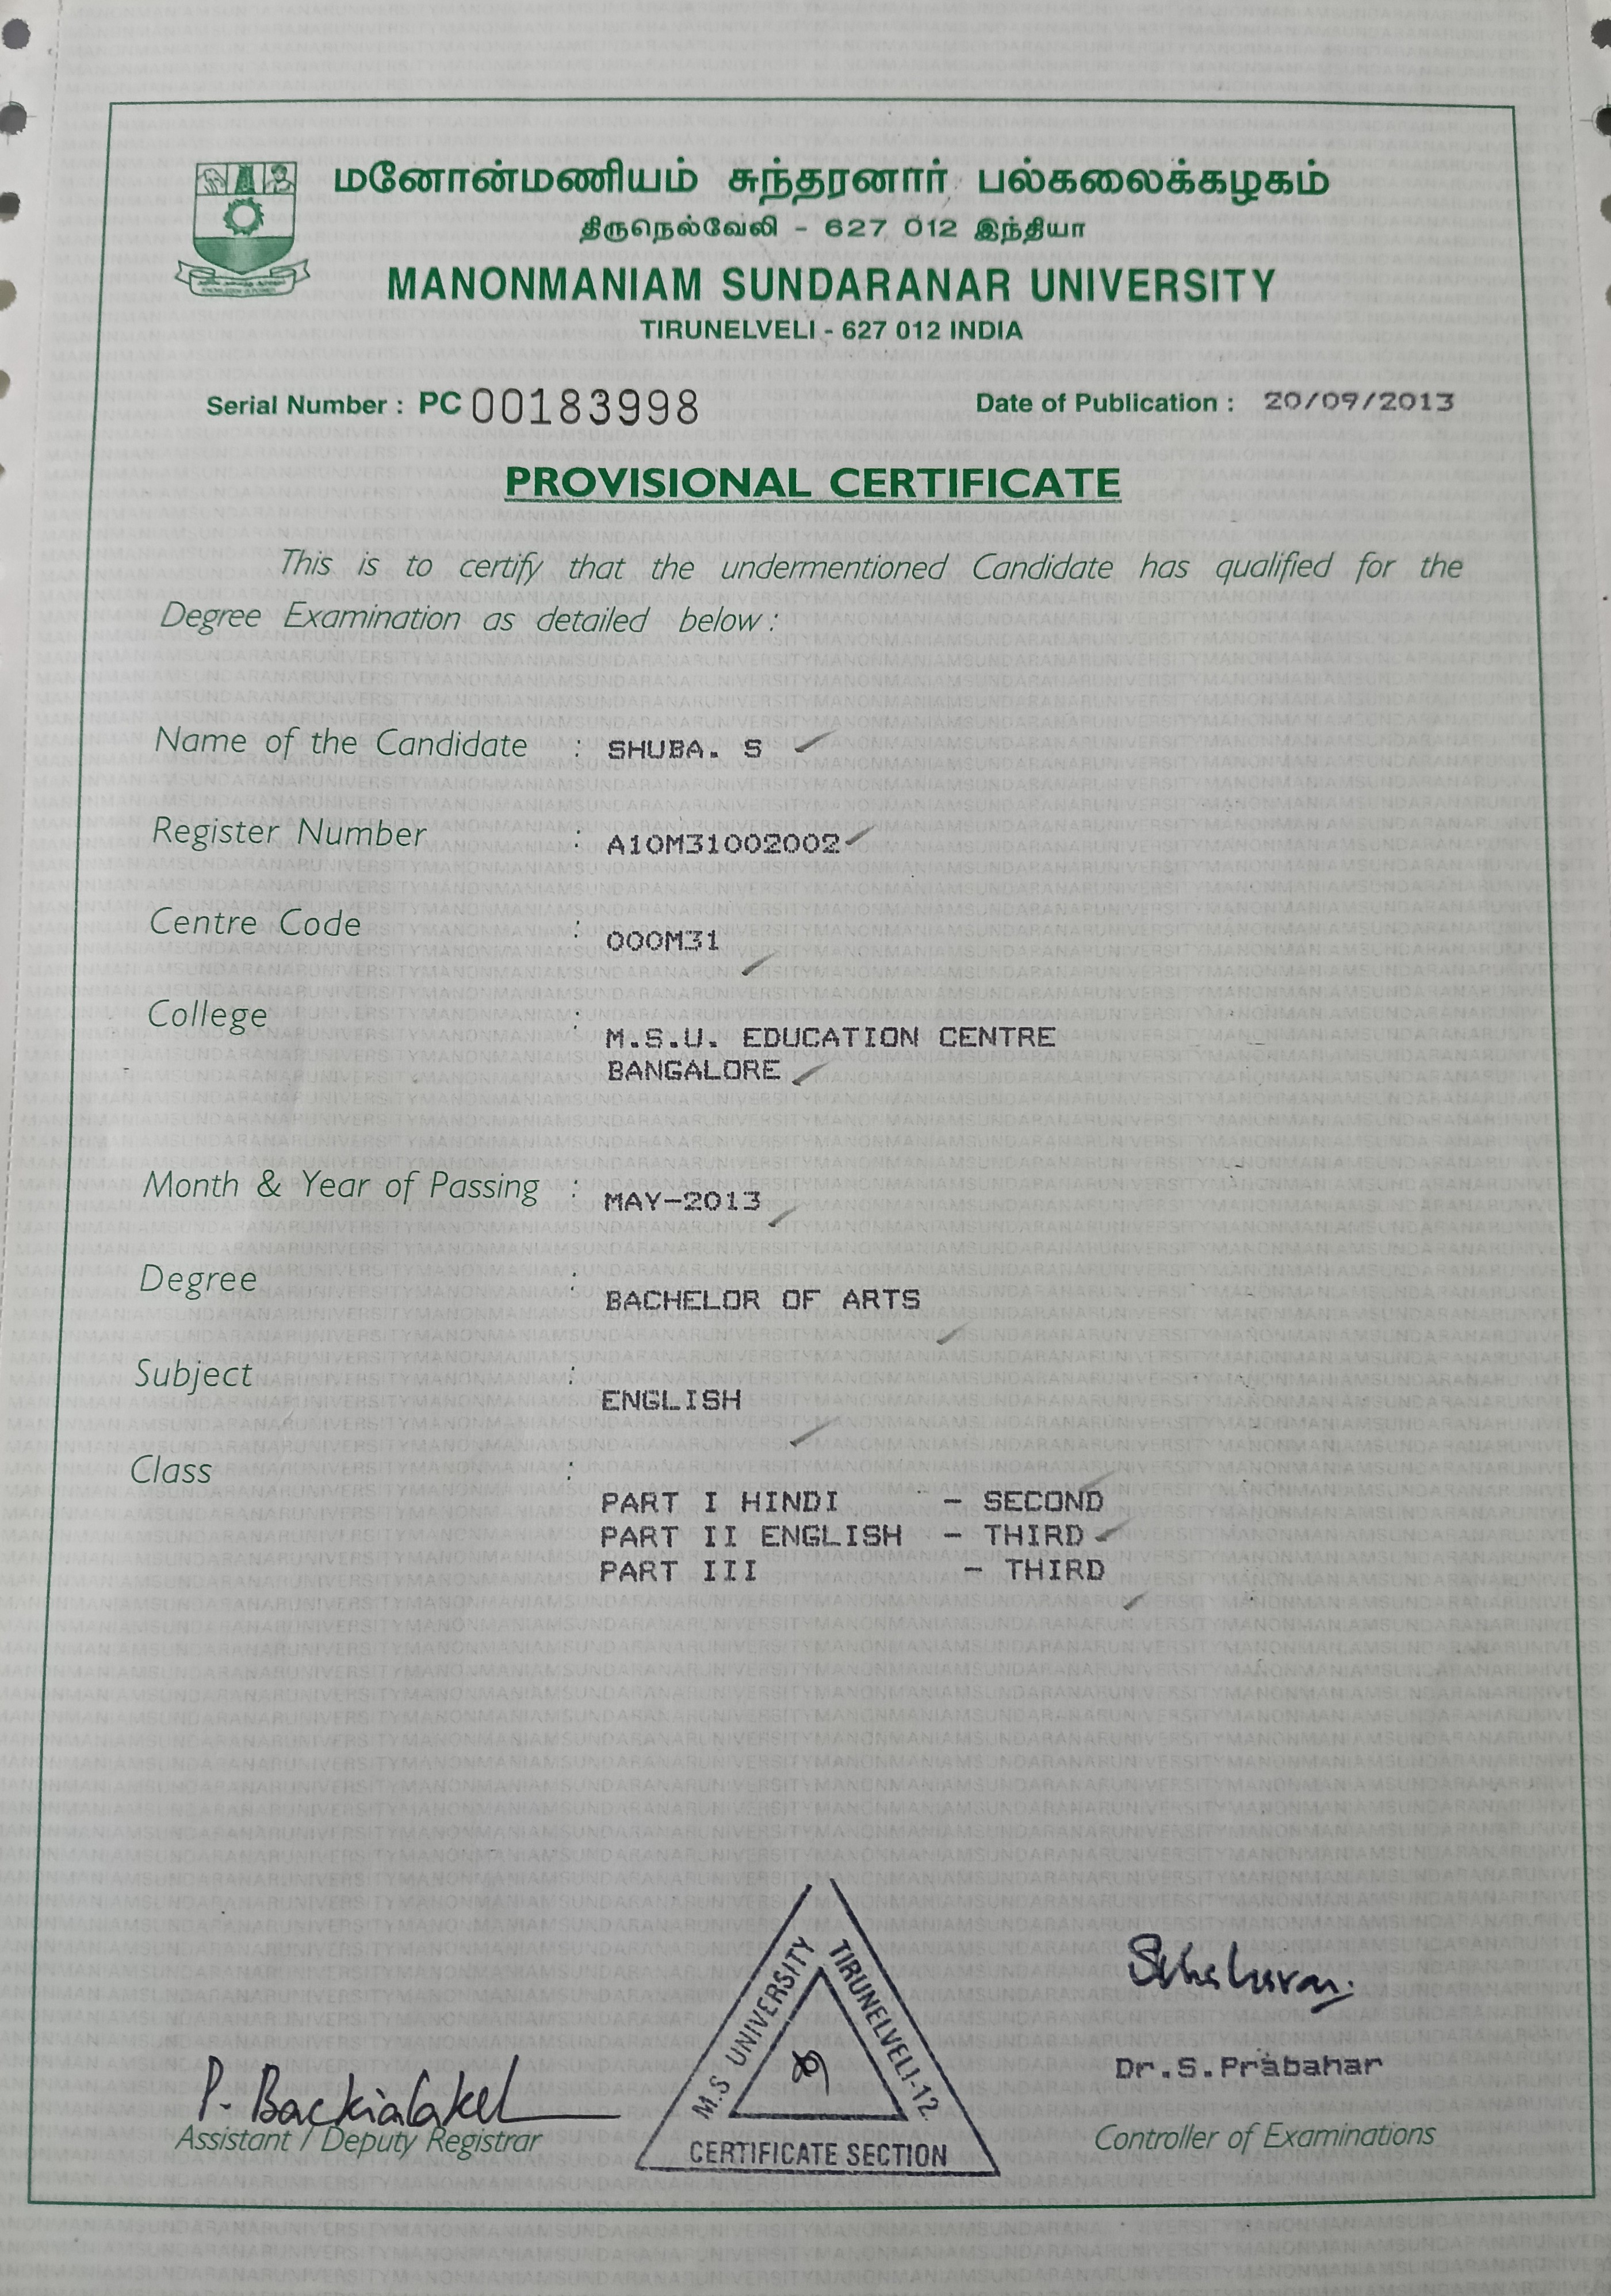 மனோன்மணியம் சுந்தரனார் பல்கலைக்கழகம்
திருநெல்வேலி - 627 012 இந்தியா
MANONMANIAM SUNDARANAR UNIVERSITY
TIRUNELVELI - 627 012 INDIA
Serial Number : PC 00183998 Date of Publication : 20/09/2013
PROVISIONAL CERTIFICATE
This is to certify that the undermentioned Candidate has qualified for the
Degree Examination as detailed below :
Name of the Candidate : SHUBA. S
Register Number : A10M31002002
Centre Code : 000M31
College : M.S.U. EDUCATION CENTRE
BANGALORE
Month & Year of Passing : MAY-2013
Degree : BACHELOR OF ARTS
Subject : ENGLISH
Class : PART I HINDI - SECOND
PART II ENGLISH - THIRD
PART III - THIRD
M.S UNIVERSITY TIRUNELVELI-12.
CERTIFICATE SECTION
Dr.S.Prabahar
Assistant / Deputy Registrar Controller of Examinations